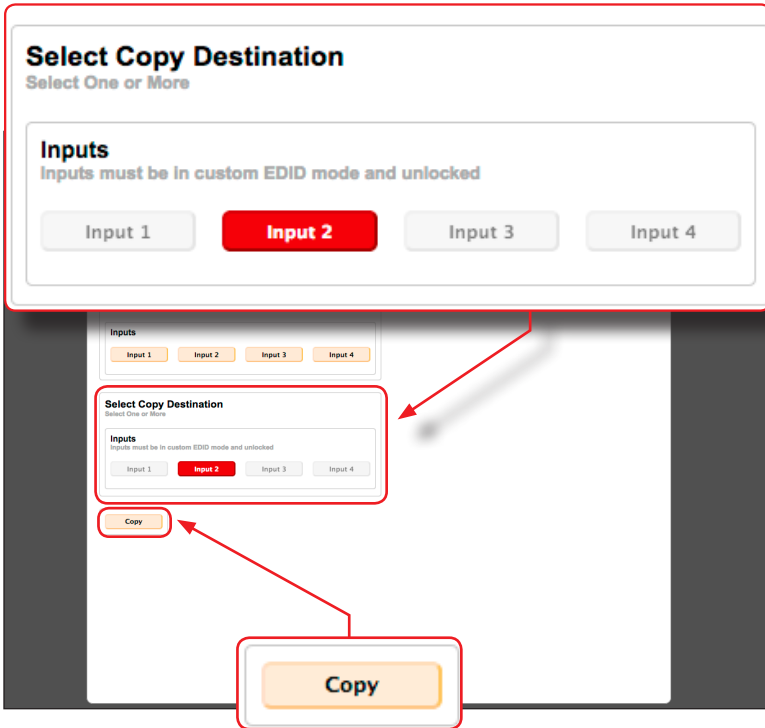 Select Copy Destination
Select One or More
Inputs
Inputs must be in custom EDID mode and unlocked
Input 1 Input 2 Input 3 Input 4
Inputs
Input 1 Input 2 Input 3 Input 4
Select Copy Destination
Select One or More
Inputs
Inputs must be in custom EDID mode and unlocked
Input 1 Input 2 Input 3 Input 4
Copy
Copy